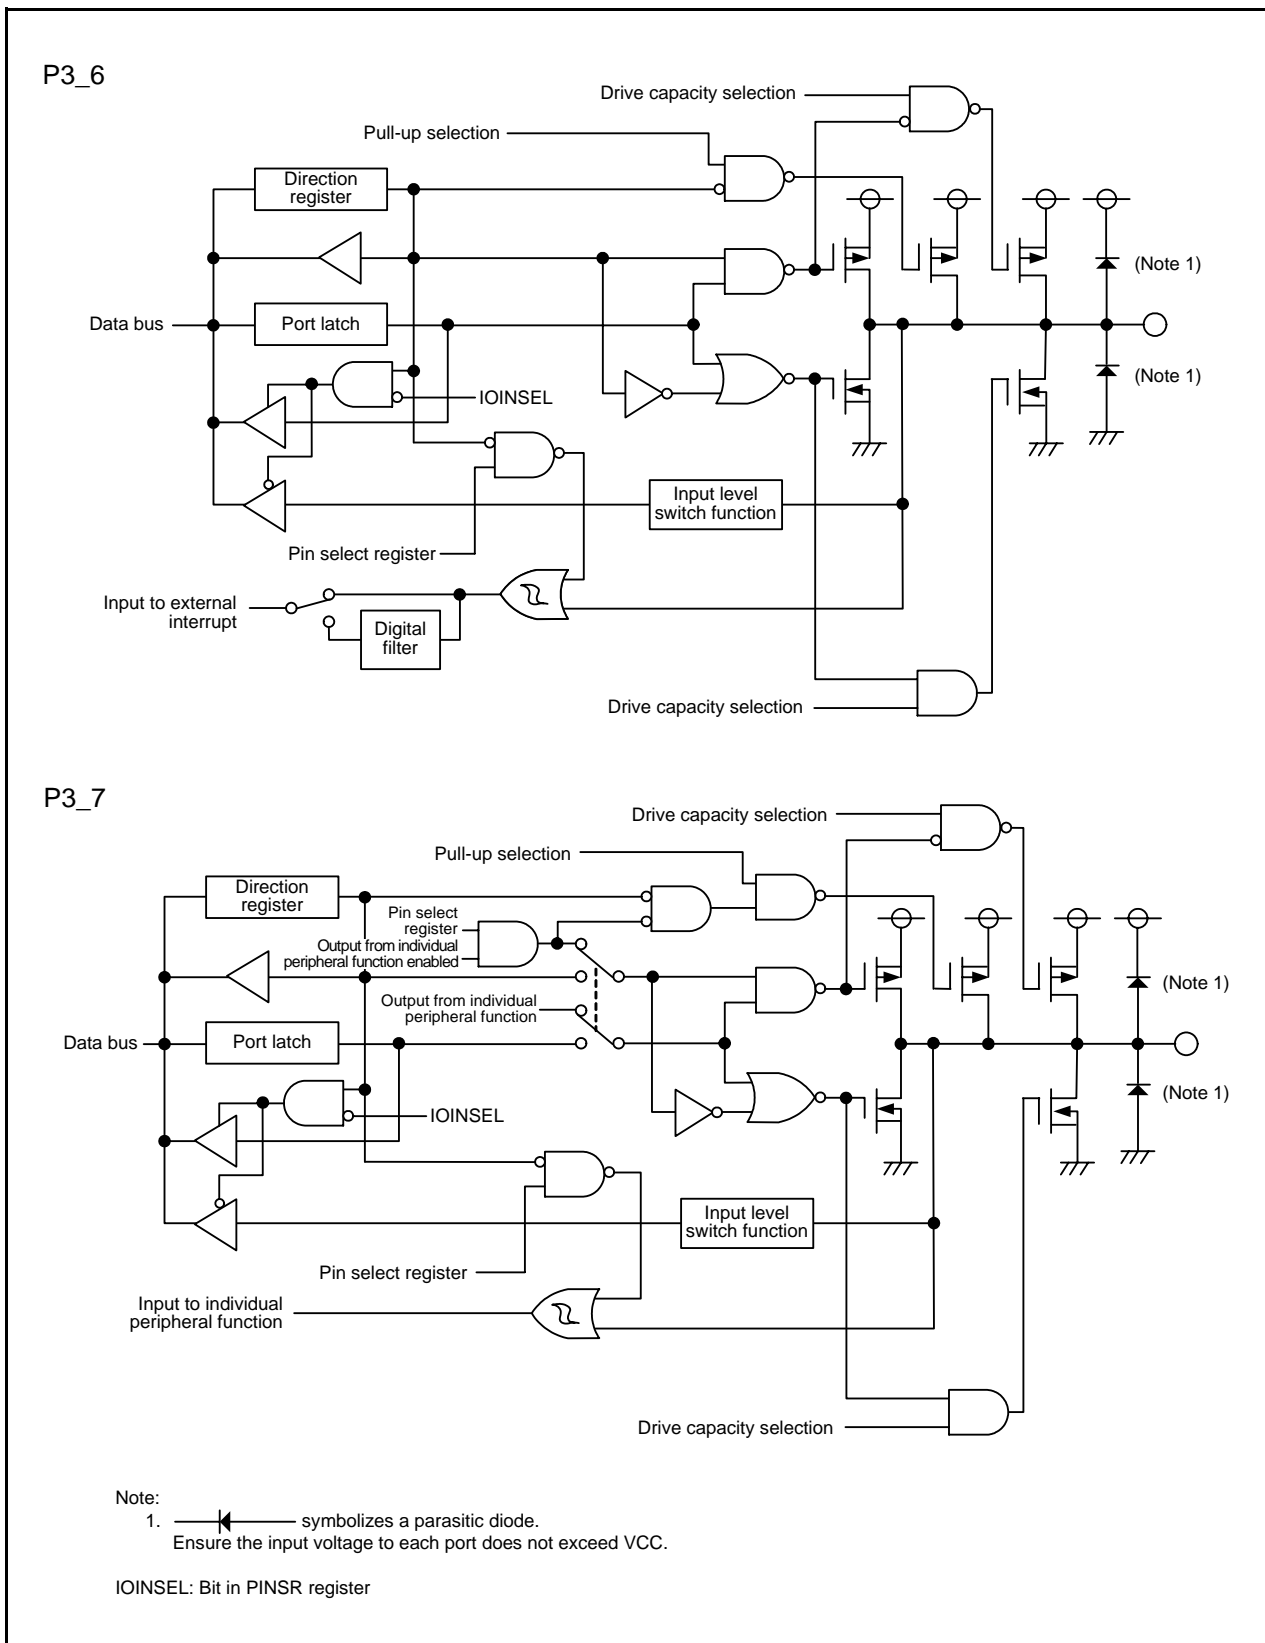 P3_6
Drive capacity selection
Pull-up selection
Direction
register
(Note 1)
Data bus
Port latch
(Note 1)
IOINSEL
Input level
switch function
Pin select register
Input to external
interrupt
Digital
filter
Drive capacity selection
P3_7
Drive capacity selection
Pull-up selection
Direction
register
Pin select
register
Output from individual
peripheral function enabled
(Note 1)
Output from individual
peripheral function
Data bus
Port latch
(Note 1)
IOINSEL
Input level
switch function
Pin select register
Input to individual
peripheral function
Drive capacity selection
Note:
1. symbolizes a parasitic diode.
Ensure the input voltage to each port does not exceed VCC.
IOINSEL: Bit in PINSR register